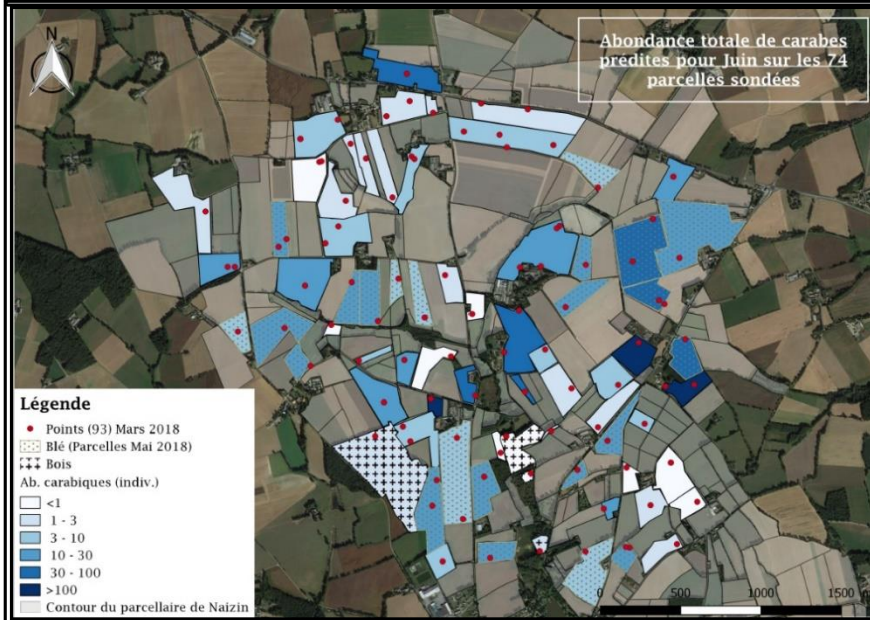 Abondance totale de carabes
prédites pour Juin sur les 74
parcelles sondées
Légende
Points (93) Mars 2018
Blé (Parcelles Mai 2018)
Bois
Ab. carabiques (indiv.)
<1
1 - 3
3 - 10
10 - 30
30 - 100
>100
Contour du parcellaire de Naizin
0 500 1000 1500